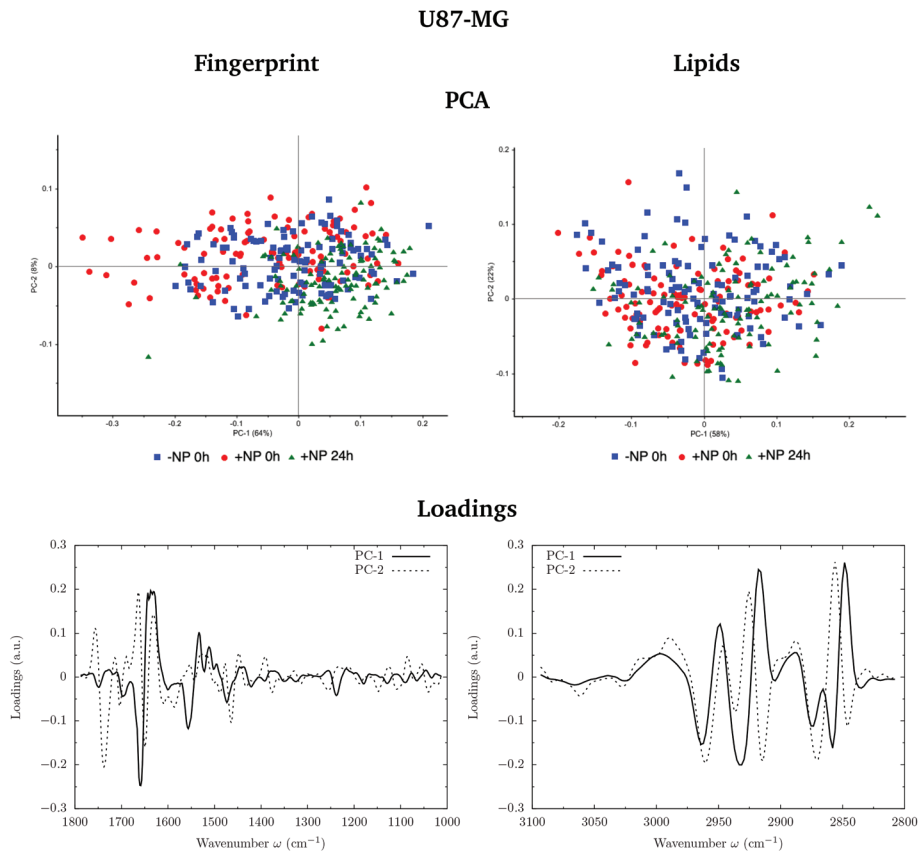 U87-MG
Fingerprint
Lipids
PCA
0.1
0
-0.1
PC-2 (8%)
-0.3
-0.2
-0.1
0
0.1
0.2
PC-1 (64%)
-NP 0h
+NP 0h
+NP 24h
0.2
0.1
0
-0.1
PC-2 (22%)
-0.2
-0.1
0
0.1
0.2
PC-1 (58%)
-NP 0h
+NP 0h
+NP 24h
Loadings
0.3
0.2
0.1
0
−0.1
−0.2
−0.3
Loadings (a.u.)
PC-1
PC-2
1800
1700
1600
1500
1400
1300
1200
1100
1000
Wavenumber ω (cm⁻¹)
0.3
0.2
0.1
0
−0.1
−0.2
−0.3
Loadings (a.u.)
PC-1
PC-2
3100
3050
3000
2950
2900
2850
2800
Wavenumber ω (cm⁻¹)